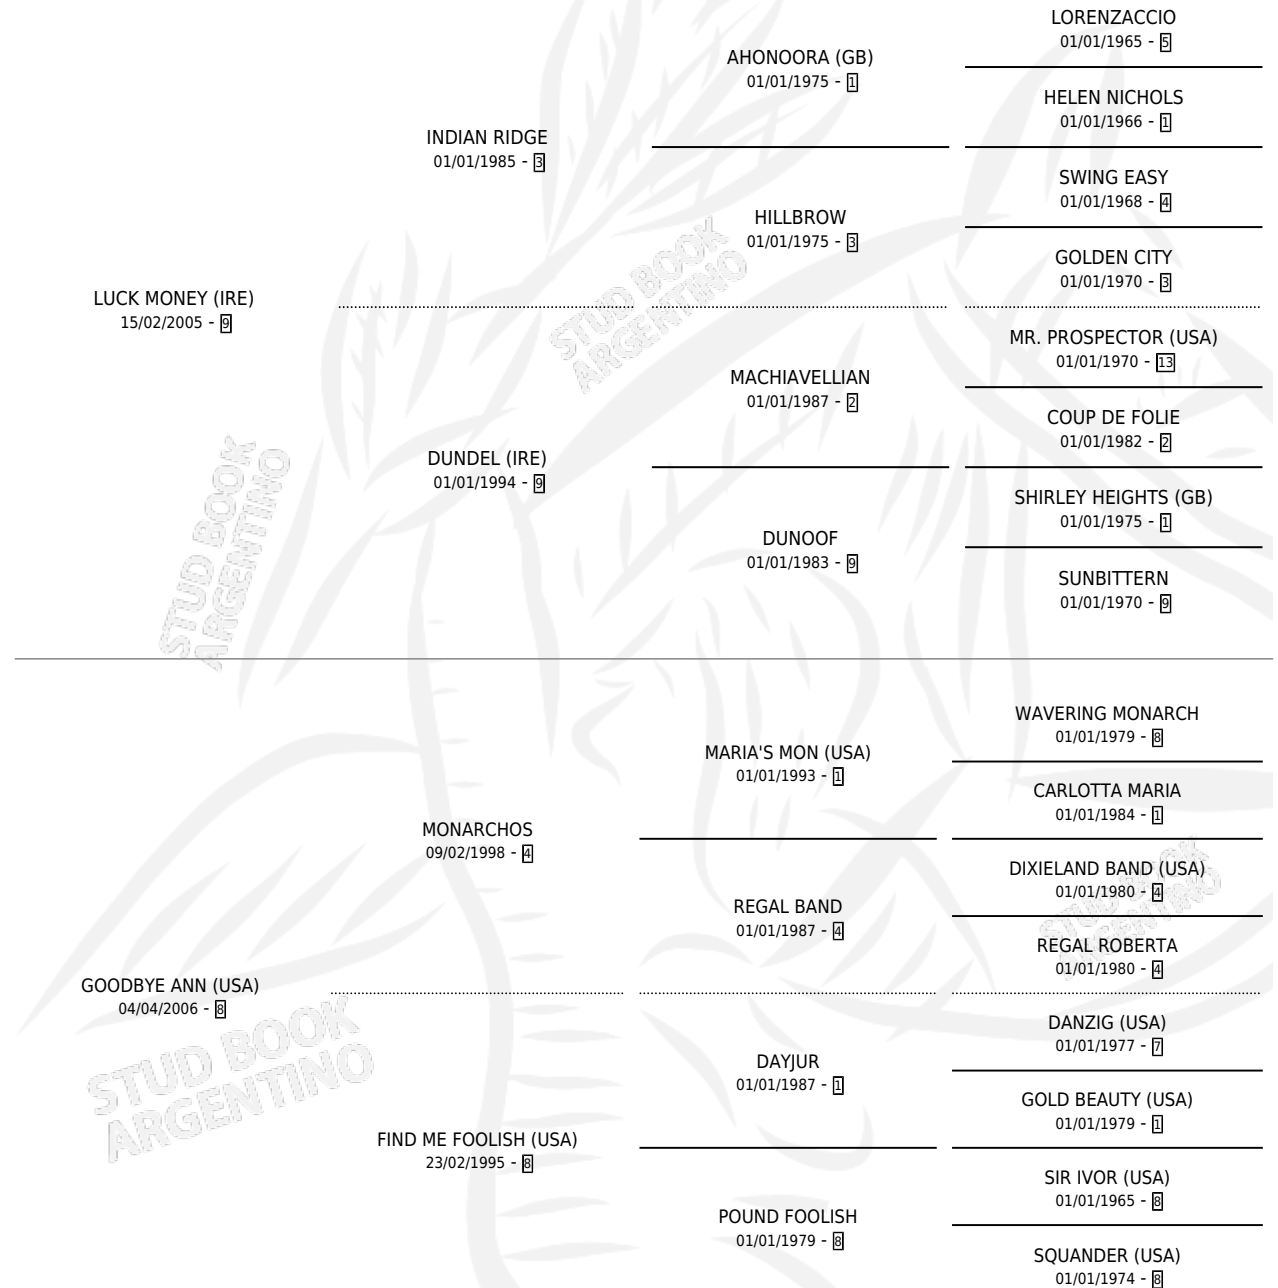 LORENZACCIO
01/01/1965 - 5
AHONOORA (GB)
01/01/1975 - 1
HELEN NICHOLS
01/01/1966 - 1
INDIAN RIDGE
01/01/1985 - 3
SWING EASY
01/01/1968 - 4
HILLBROW
01/01/1975 - 3
GOLDEN CITY
01/01/1970 - 3
LUCK MONEY (IRE)
15/02/2005 - 9
MR. PROSPECTOR (USA)
01/01/1970 - 13
MACHIAVELLIAN
01/01/1987 - 2
COUP DE FOLIE
01/01/1982 - 2
DUNDEL (IRE)
01/01/1994 - 9
SHIRLEY HEIGHTS (GB)
01/01/1975 - 1
DUNOOF
01/01/1983 - 9
SUNBITTERN
01/01/1970 - 9
WAVERING MONARCH
01/01/1979 - 8
MARIA'S MON (USA)
01/01/1993 - 1
CARLOTTA MARIA
01/01/1984 - 1
MONARCHOS
09/02/1998 - 4
DIXIELAND BAND (USA)
01/01/1980 - 4
REGAL BAND
01/01/1987 - 4
REGAL ROBERTA
01/01/1980 - 4
GOODBYE ANN (USA)
04/04/2006 - 8
DANZIG (USA)
01/01/1977 - 7
DAYJUR
01/01/1987 - 1
GOLD BEAUTY (USA)
01/01/1979 - 1
FIND ME FOOLISH (USA)
23/02/1995 - 8
SIR IVOR (USA)
01/01/1965 - 8
POUND FOOLISH
01/01/1979 - 8
SQUANDER (USA)
01/01/1974 - 8
STUD BOOK
ARGENTINO
STUD BOOK
ARGENTINO
STUD BOOK
ARGENTINO
STUD BOOK
ARGENTINO